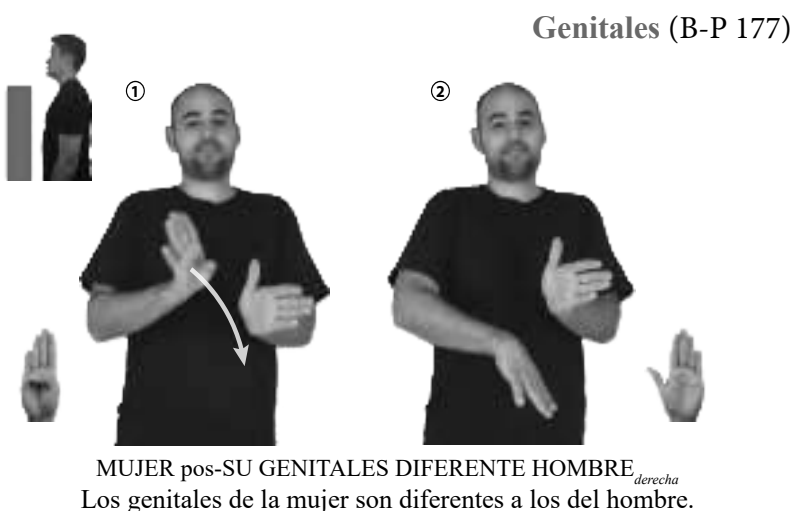 Genitales (B-P 177)
① ②
MUJER pos-SU GENITALES DIFERENTE HOMBRE derecha
Los genitales de la mujer son diferentes a los del hombre.